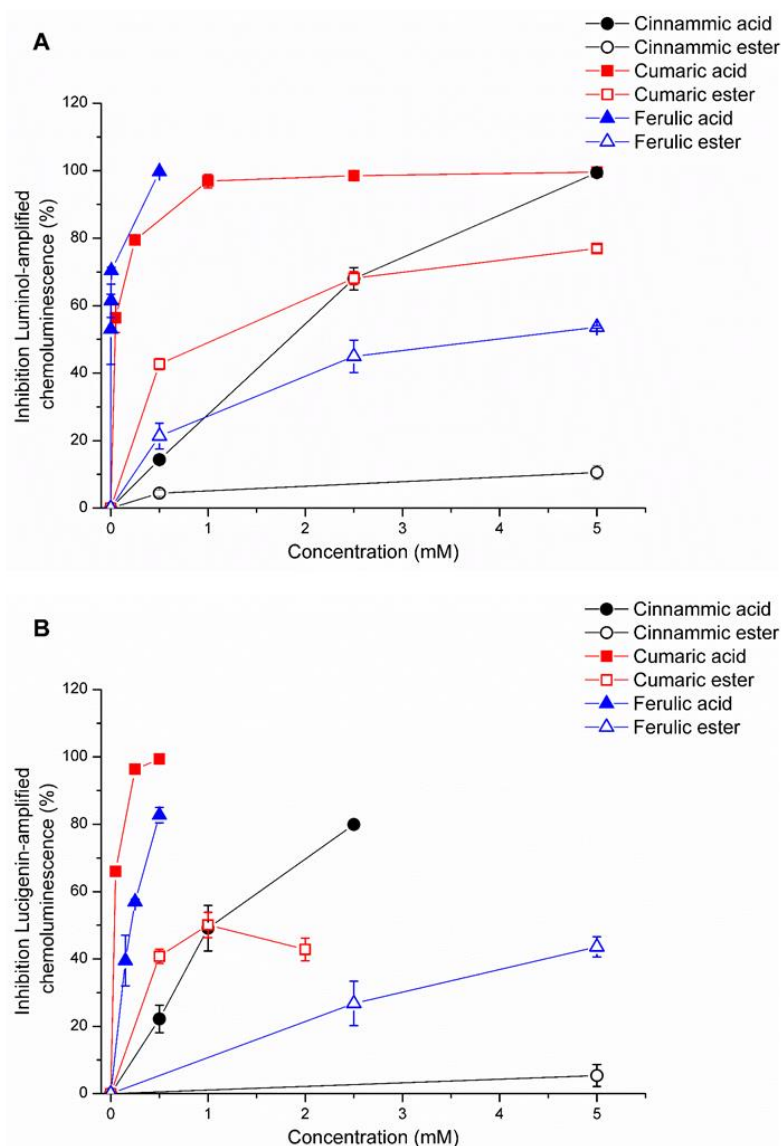 A
Cinnammic acid
Cinnammic ester
Cumaric acid
Cumaric ester
Ferulic acid
Ferulic ester
120
100
80
60
40
20
0
Inhibition Luminol-amplified
chemoluminescence (%)
0 1 2 3 4 5
Concentration (mM)
B
Cinnammic acid
Cinnammic ester
Cumaric acid
Cumaric ester
Ferulic acid
Ferulic ester
120
100
80
60
40
20
0
Inhibition Lucigenin-amplified
chemoluminescence (%)
0 1 2 3 4 5
Concentration (mM)